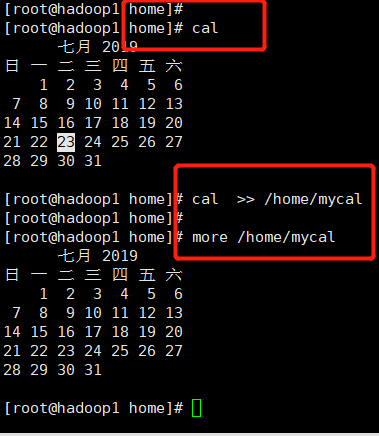 [root@hadoop1 home]#
[root@hadoop1 home]# cal
七月 2019
日 一 二 三 四 五 六
1 2 3 4 5 6
7 8 9 10 11 12 13
14 15 16 17 18 19 20
21 22 23 24 25 26 27
28 29 30 31
[root@hadoop1 home]# cal  >> /home/mycal
[root@hadoop1 home]#
[root@hadoop1 home]# more /home/mycal
七月 2019
日 一 二 三 四 五 六
1 2 3 4 5 6
7 8 9 10 11 12 13
14 15 16 17 18 19 20
21 22 23 24 25 26 27
28 29 30 31
[root@hadoop1 home]#